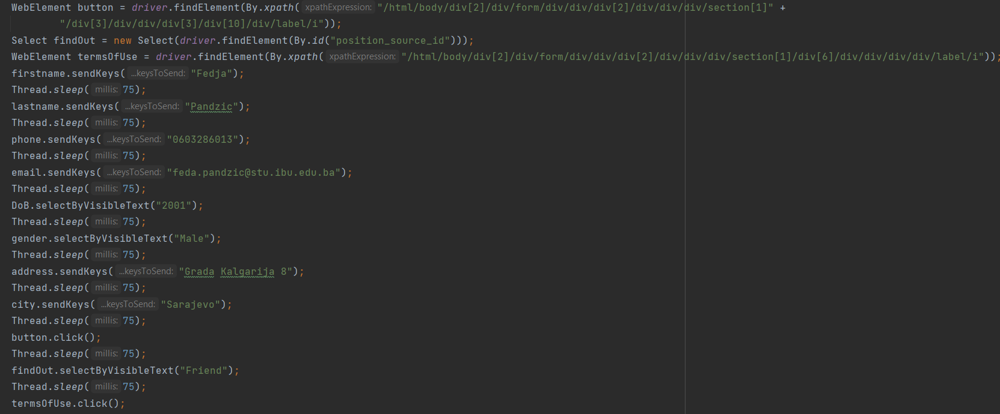 WebElement button = driver.findElement(By.xpath( xpathExpression: "/html/body/div[2]/div/form/div/div/div[2]/div/div/div/section[1]" +
"/div[3]/div/div/div[3]/div[10]/div/label/i"));
Select findOut = new Select(driver.findElement(By.id("position_source_id")));
WebElement termsOfUse = driver.findElement(By.xpath( xpathExpression: "/html/body/div[2]/div/form/div/div/div[2]/div/div/div/section[1]/div[6]/div/div/div/div/label/i"));
firstname.sendKeys( ...keysToSend: "Fedja");
Thread.sleep( millis: 75);
lastname.sendKeys( ...keysToSend: "Pandzic");
Thread.sleep( millis: 75);
phone.sendKeys( ...keysToSend: "0603286013");
Thread.sleep( millis: 75);
email.sendKeys( ...keysToSend: "feda.pandzic@stu.ibu.edu.ba");
Thread.sleep( millis: 75);
DoB.selectByVisibleText("2001");
Thread.sleep( millis: 75);
gender.selectByVisibleText("Male");
Thread.sleep( millis: 75);
address.sendKeys( ...keysToSend: "Grada Kalgarija 8");
Thread.sleep( millis: 75);
city.sendKeys( ...keysToSend: "Sarajevo");
Thread.sleep( millis: 75);
button.click();
Thread.sleep( millis: 75);
findOut.selectByVisibleText("Friend");
Thread.sleep( millis: 75);
termsOfUse.click();